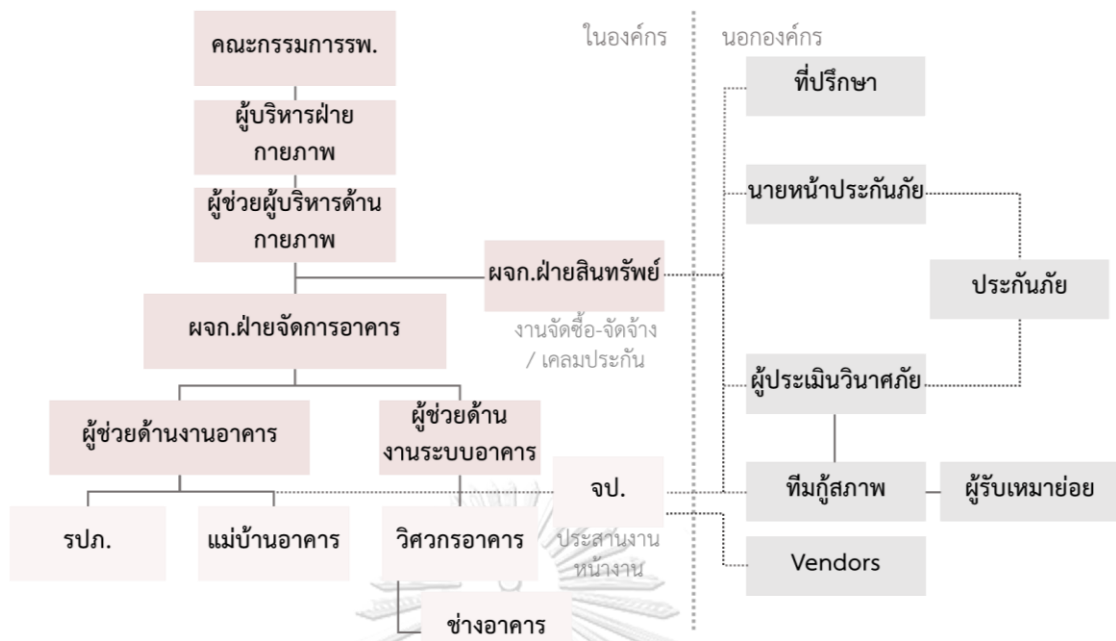 คณะกรรมการรพ.
ในองค์กร
นอกองค์กร
ที่ปรึกษา
ผู้บริหารฝ่าย
กายภาพ
ผู้ช่วยผู้บริหารด้าน
กายภาพ
นายหน้าประกันภัย
ผจก.ฝ่ายสินทรัพย์
ประกันภัย
ผจก.ฝ่ายจัดการอาคาร
งานจัดซื้อ-จัดจ้าง
/ เคลมประกัน
ผู้ประเมินวินาศภัย
ผู้ช่วยด้านงานอาคาร
ผู้ช่วยด้าน
งานระบบอาคาร
จป.
ทีมกู้สภาพ
ผู้รับเหมาย่อย
รปภ.
แม่บ้านอาคาร
วิศวกรอาคาร
ประสานงาน
หน้างาน
Vendors
ช่างอาคาร